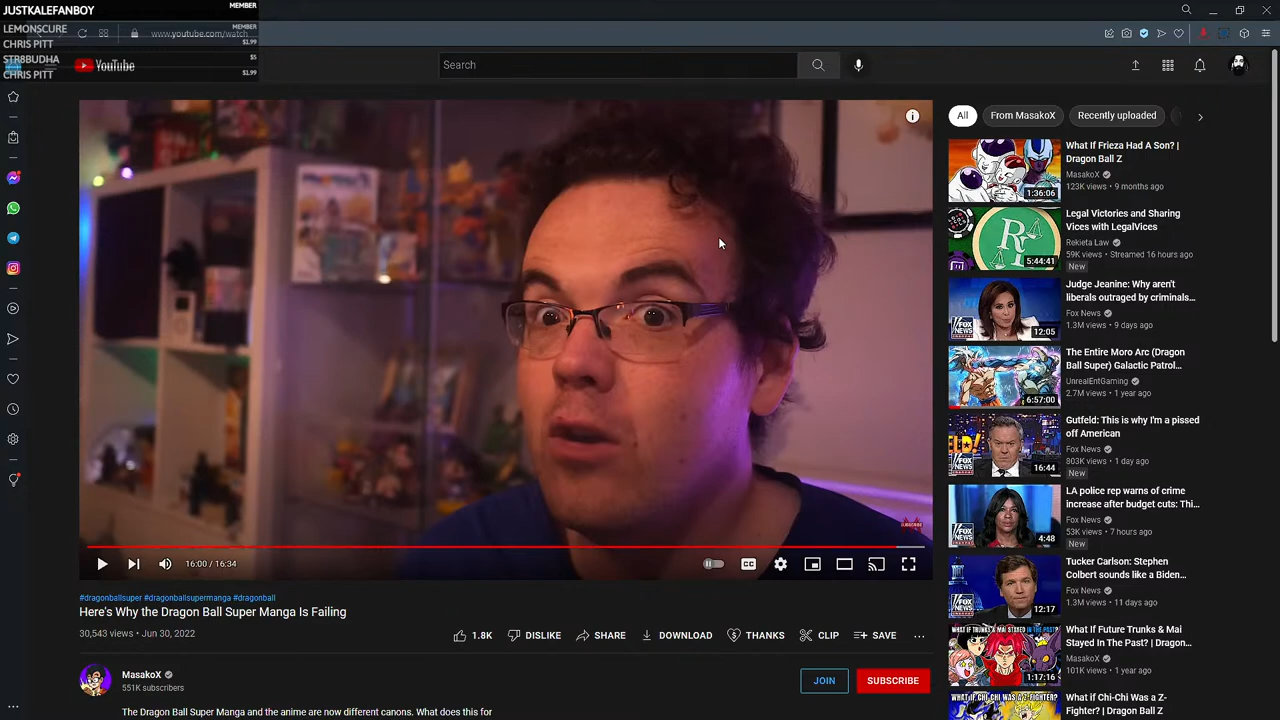 JUSTKALEFANBOY
MEMBER
LEMONSCURE
MEMBER
CHRIS PITT
$1.99
STR8BUDHA
$5
CHRIS PITT
$1.99
www.youtube.com/watch
YouTube
Search
All
From MasakoX
Recently uploaded
What If Frieza Had A Son? |
Dragon Ball Z
MasakoX
123K views • 9 months ago
1:36:06
Legal Victories and Sharing
Vices with LegalVices
Rekieta Law
59K views • Streamed 16 hours ago
New
5:44:41
Judge Jeanine: Why aren't
liberals outraged by criminals...
Fox News
1.3M views • 9 days ago
12:05
The Entire Moro Arc (Dragon
Ball Super) Galactic Patrol...
UnrealEntGaming
2.7M views • 1 year ago
6:57:00
Gutfeld: This is why I'm a pissed
off American
Fox News
803K views • 1 day ago
New
16:44
LA police rep warns of crime
increase after budget cuts: Thi...
Fox News
53K views • 7 hours ago
New
4:48
Tucker Carlson: Stephen
Colbert sounds like a Biden...
Fox News
1.3M views • 11 days ago
12:17
What If Future Trunks & Mai
Stayed In The Past? | Dragon...
MasakoX
101K views • 1 year ago
1:17:16
What if Chi-Chi Was a Z-
Fighter? | Dragon Ball Z
SUBSCRIBE
16:00 / 16:34
CC
#dragonballsuper #dragonballsupermanga #dragonball
Here's Why the Dragon Ball Super Manga Is Failing
30,543 views • Jun 30, 2022
1.8K
DISLIKE
SHARE
DOWNLOAD
THANKS
CLIP
SAVE
MasakoX
551K subscribers
JOIN
SUBSCRIBE
The Dragon Ball Super Manga and the anime are now different canons. What does this for